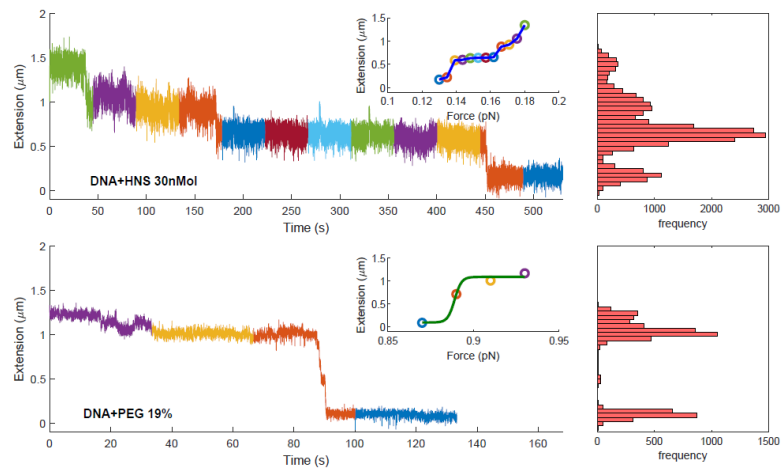 2
1.5
1
0.5
0
Extension (μm)
DNA+HNS 30nMol
0 50 100 150 200 250 300 350 400 450 500
Time (s)
1.5
1
0.5
0
Extension (μm)
0.1 0.12 0.14 0.16 0.18 0.2
Force (pN)
0 1000 2000 3000
frequency
2
1.5
1
0.5
0
Extension (μm)
DNA+PEG 19%
0 20 40 60 80 100 120 140 160
Time (s)
1.5
1
0.5
0
Extension (μm)
0.85 0.9 0.95
Force (pN)
0 500 1000 1500
frequency